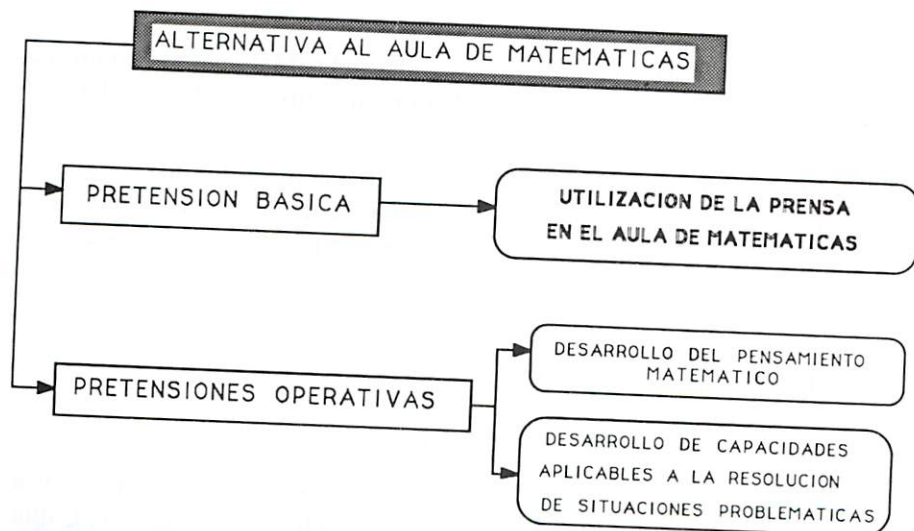 ALTERNATIVA AL AULA DE MATEMATICAS
PRETENSION BASICA
UTILIZACION DE LA PRENSA
EN EL AULA DE MATEMATICAS
PRETENSIONES OPERATIVAS
DESARROLLO DEL PENSAMIENTO
MATEMATICO
DESARROLLO DE CAPACIDADES
APLICABLES A LA RESOLUCION
DE SITUACIONES PROBLEMATICAS